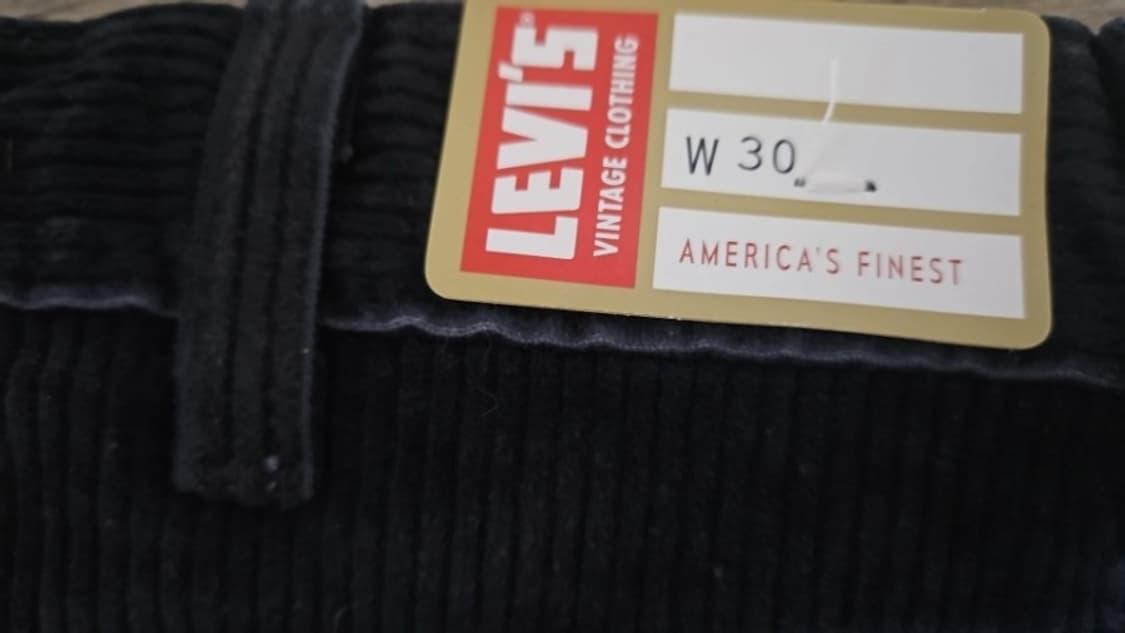 LEVI'S®
VINTAGE CLOTHING
W 30
AMERICA'S FINEST